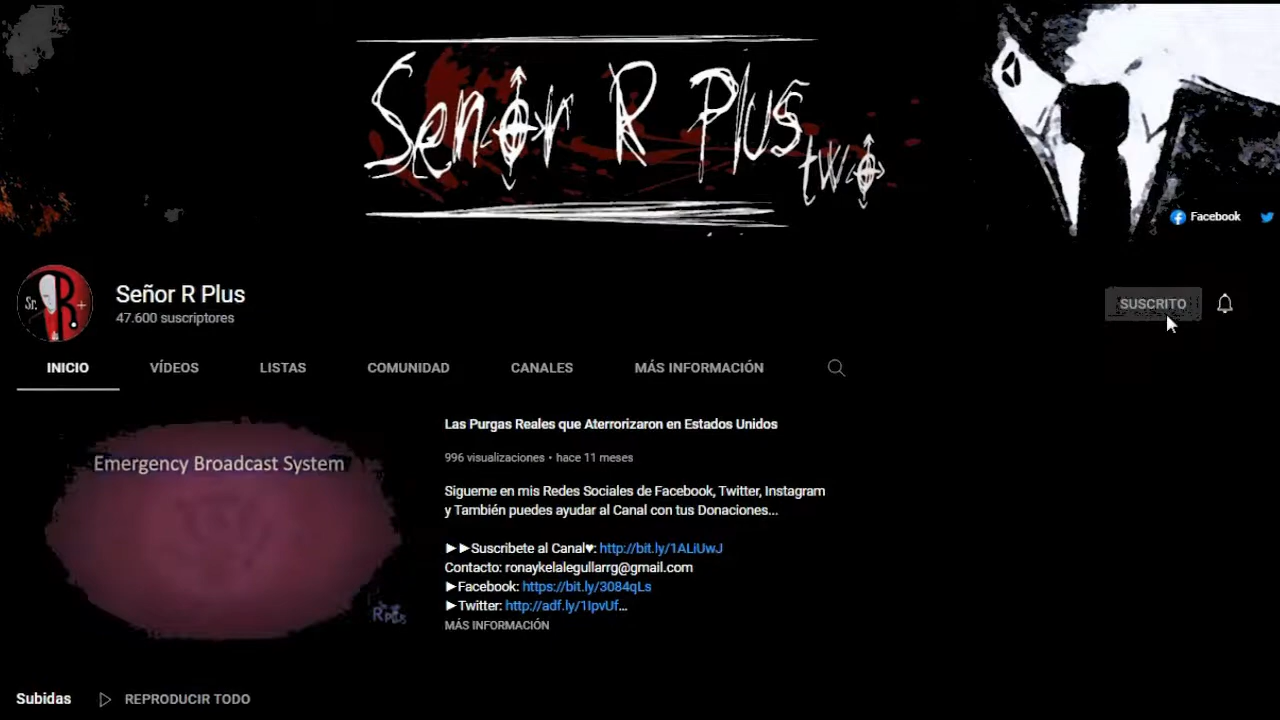 Señor R Plus
two
Facebook
Sr. R+
Señor R Plus
47.600 suscriptores
SUSCRITO
INICIO VÍDEOS LISTAS COMUNIDAD CANALES MÁS INFORMACIÓN
Emergency Broadcast System
R Plus
Las Purgas Reales que Aterrorizaron en Estados Unidos
996 visualizaciones • hace 11 meses
Sigueme en mis Redes Sociales de Facebook, Twitter, Instagram
y También puedes ayudar al Canal con tus Donaciones...
►►Suscribete al Canal♥: http://bit.ly/1ALiUwJ
Contacto: ronaykelalegullarrg@gmail.com
►Facebook: https://bit.ly/3084qLs
►Twitter: http://adf.ly/1IpvUf...
MÁS INFORMACIÓN
Subidas REPRODUCIR TODO